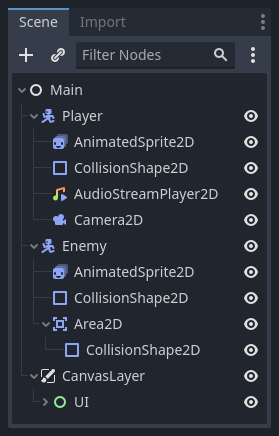 Scene Import
Filter Nodes
Main
Player
AnimatedSprite2D
CollisionShape2D
AudioStreamPlayer2D
Camera2D
Enemy
AnimatedSprite2D
CollisionShape2D
Area2D
CollisionShape2D
CanvasLayer
UI